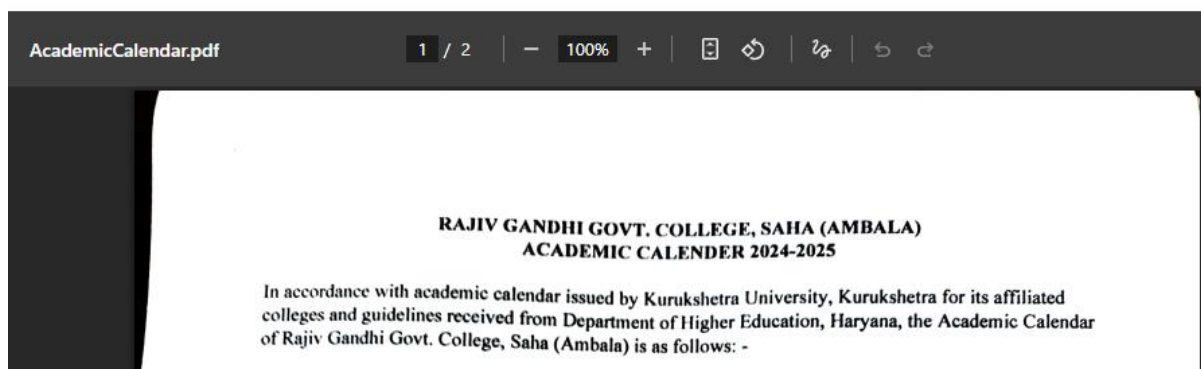 AcademicCalendar.pdf 1 / 2 100%
RAJIV GANDHI GOVT. COLLEGE, SAHA (AMBALA)
ACADEMIC CALENDER 2024-2025
In accordance with academic calendar issued by Kurukshetra University, Kurukshetra for its affiliated
colleges and guidelines received from Department of Higher Education, Haryana, the Academic Calendar
of Rajiv Gandhi Govt. College, Saha (Ambala) is as follows: -